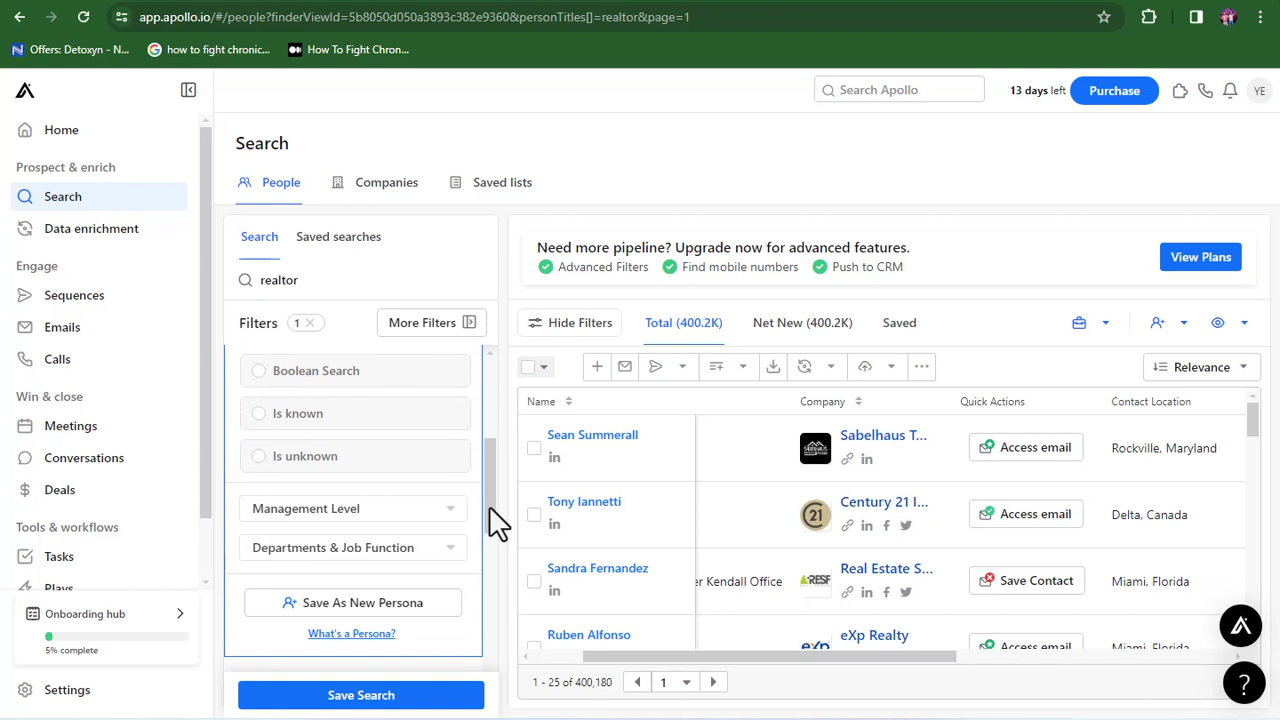 app.apollo.io/#/people?finderViewId=5b8050d050a3893c382e9360&personTitles[]=realtor&page=1
Offers: Detoxyn - N...
how to fight chronic...
How To Fight Chron...
Search Apollo
13 days left
Purchase
YE
Home
Prospect & enrich
Search
Data enrichment
Engage
Sequences
Emails
Calls
Win & close
Meetings
Conversations
Deals
Tools & workflows
Tasks
Plays
Onboarding hub
5% complete
Settings
Search
People
Companies
Saved lists
Search
Saved searches
realtor
Filters
1
More Filters
Boolean Search
Is known
Is unknown
Management Level
Departments & Job Function
Save As New Persona
What's a Persona?
Save Search
Need more pipeline? Upgrade now for advanced features.
Advanced Filters
Find mobile numbers
Push to CRM
View Plans
Hide Filters
Total (400.2K)
Net New (400.2K)
Saved
Relevance
Name
Company
Quick Actions
Contact Location
Sean Summerall
Sabelhaus T...
Access email
Rockville, Maryland
Tony Iannetti
Century 21 I...
Access email
Delta, Canada
Sandra Fernandez
er Kendall Office
Real Estate S...
Save Contact
Miami, Florida
Ruben Alfonso
eXp Realty
Access email
Miami, Florida
1 - 25 of 400,180
1